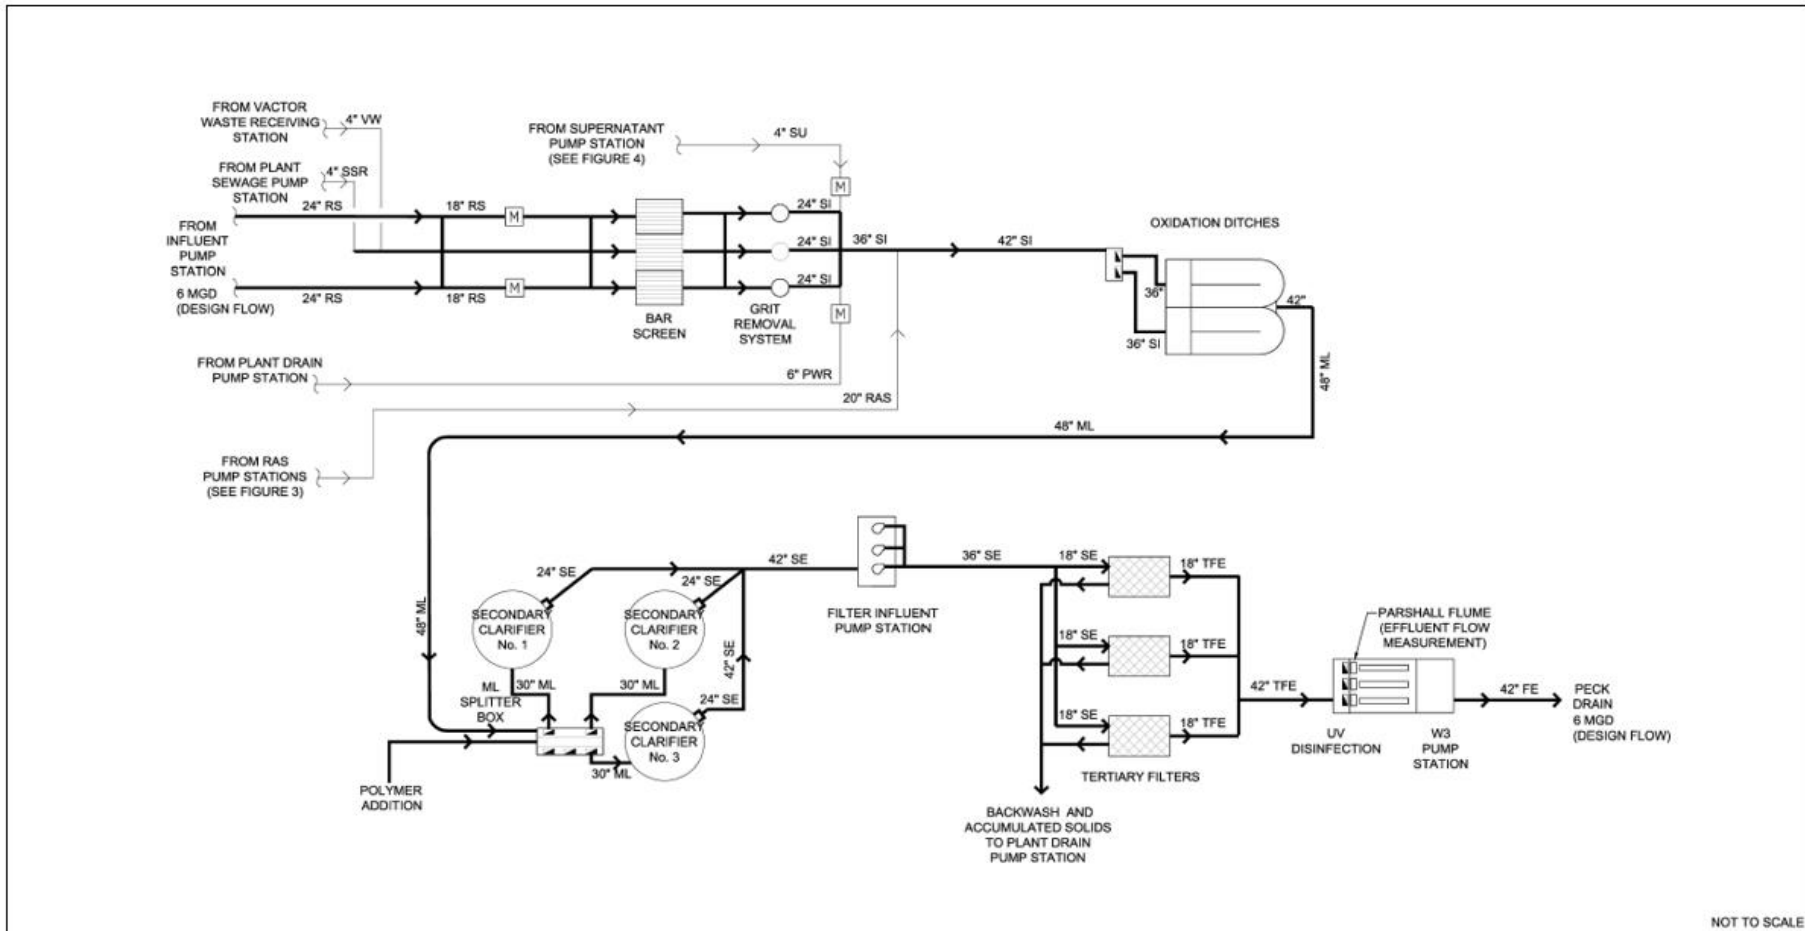 FROM VACTOR
WASTE RECEIVING
STATION
4" VW
FROM PLANT
SEWAGE PUMP
STATION
4" SSR
FROM SUPERNATANT
PUMP STATION
(SEE FIGURE 4)
4" SU
M
24" RS
18" RS
M
24" SI
FROM
INFLUENT
PUMP
STATION
24" SI
36" SI
42" SI
OXIDATION DITCHES
6 MGD
(DESIGN FLOW)
24" RS
18" RS
M
24" SI
36"
42"
BAR
SCREEN
GRIT
REMOVAL
SYSTEM
M
36" SI
48" ML
FROM PLANT DRAIN
PUMP STATION
6" PWR
20" RAS
48" ML
FROM RAS
PUMP STATIONS
(SEE FIGURE 3)
48" ML
24" SE
SECONDARY
CLARIFIER
No. 1
24" SE
SECONDARY
CLARIFIER
No. 2
42" SE
42" SE
FILTER INFLUENT
PUMP STATION
36" SE
18" SE
18" TFE
18" SE
18" TFE
18" SE
18" TFE
ML
SPLITTER
BOX
30" ML
30" ML
24" SE
SECONDARY
CLARIFIER
No. 3
30" ML
POLYMER
ADDITION
TERTIARY FILTERS
BACKWASH AND
ACCUMULATED SOLIDS
TO PLANT DRAIN
PUMP STATION
42" TFE
PARSHALL FLUME
(EFFLUENT FLOW
MEASUREMENT)
UV
DISINFECTION
W3
PUMP
STATION
42" FE
PECK
DRAIN
6 MGD
(DESIGN FLOW)
NOT TO SCALE